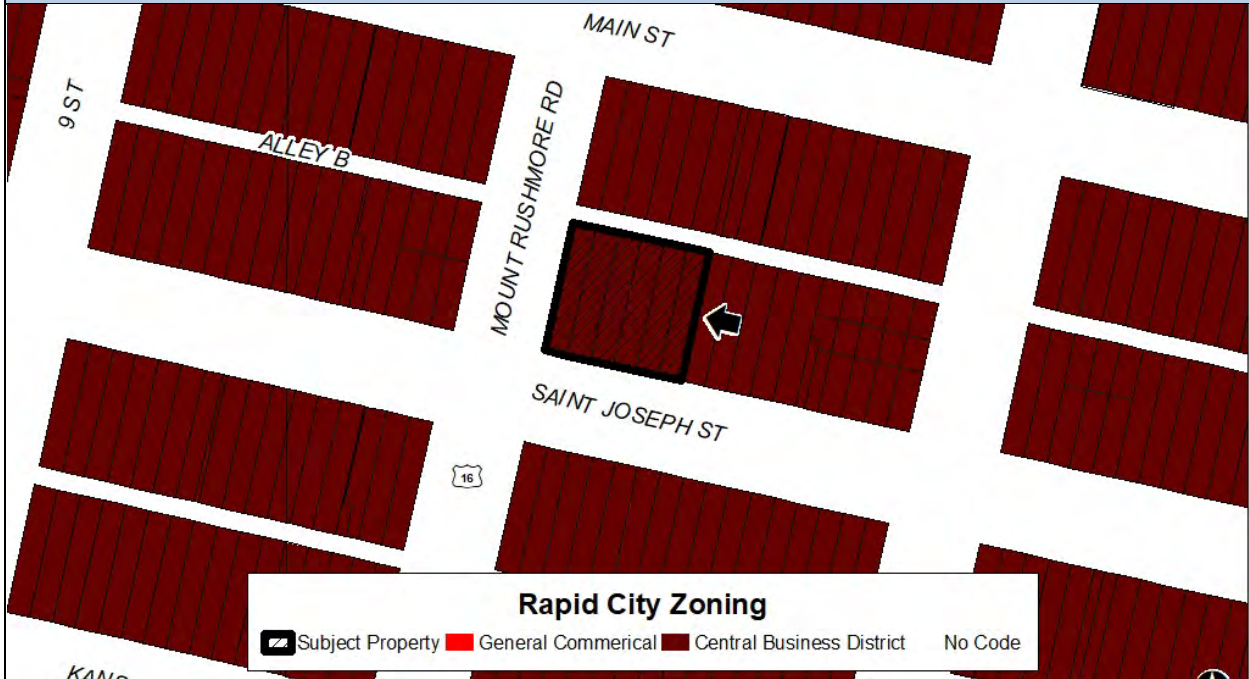 MAIN ST
9 ST
MOUNT RUSHMORE RD
ALLEY B
SAINT JOSEPH ST
16
Rapid City Zoning
Subject Property General Commerical Central Business District No Code